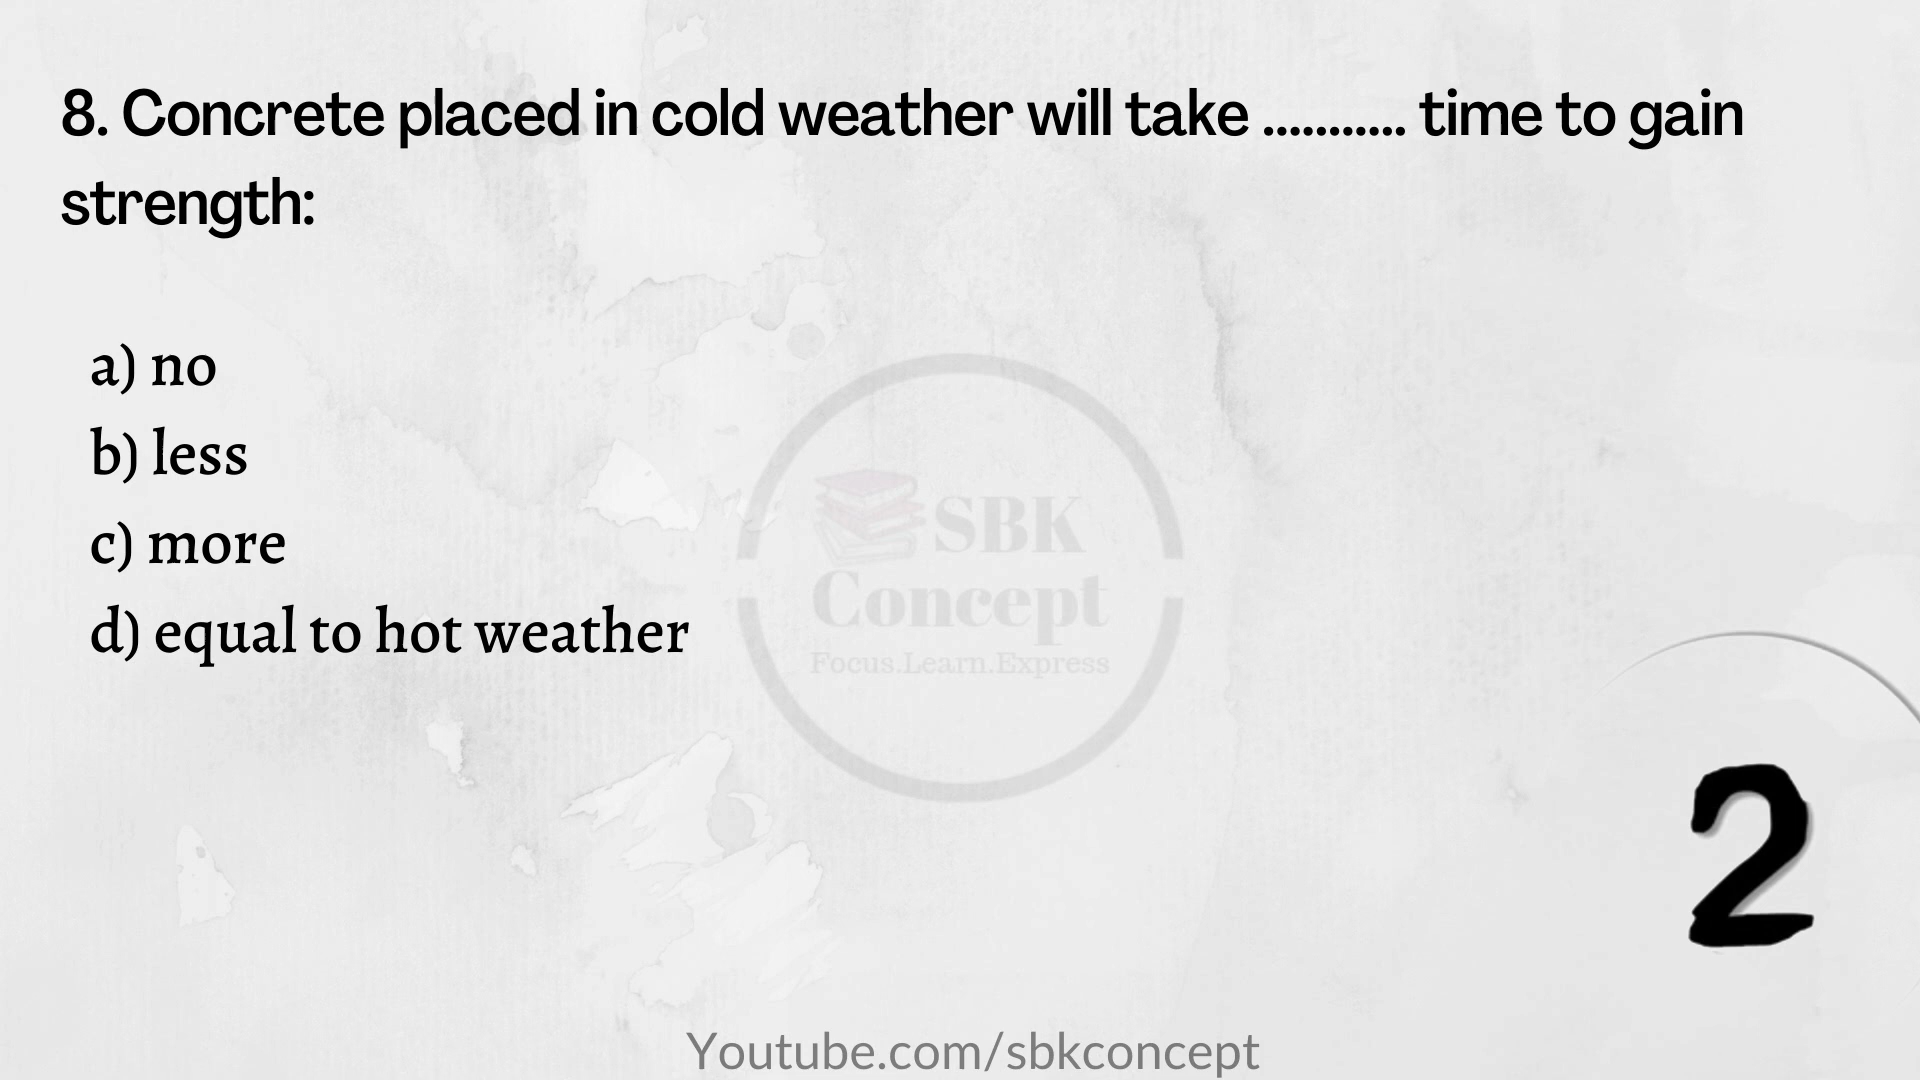 8. Concrete placed in cold weather will take ........... time to gain
strength:
a) no
b) less
c) more
d) equal to hot weather
SBK
Concept
Focus.Learn.Express
2
Youtube.com/sbkconcept